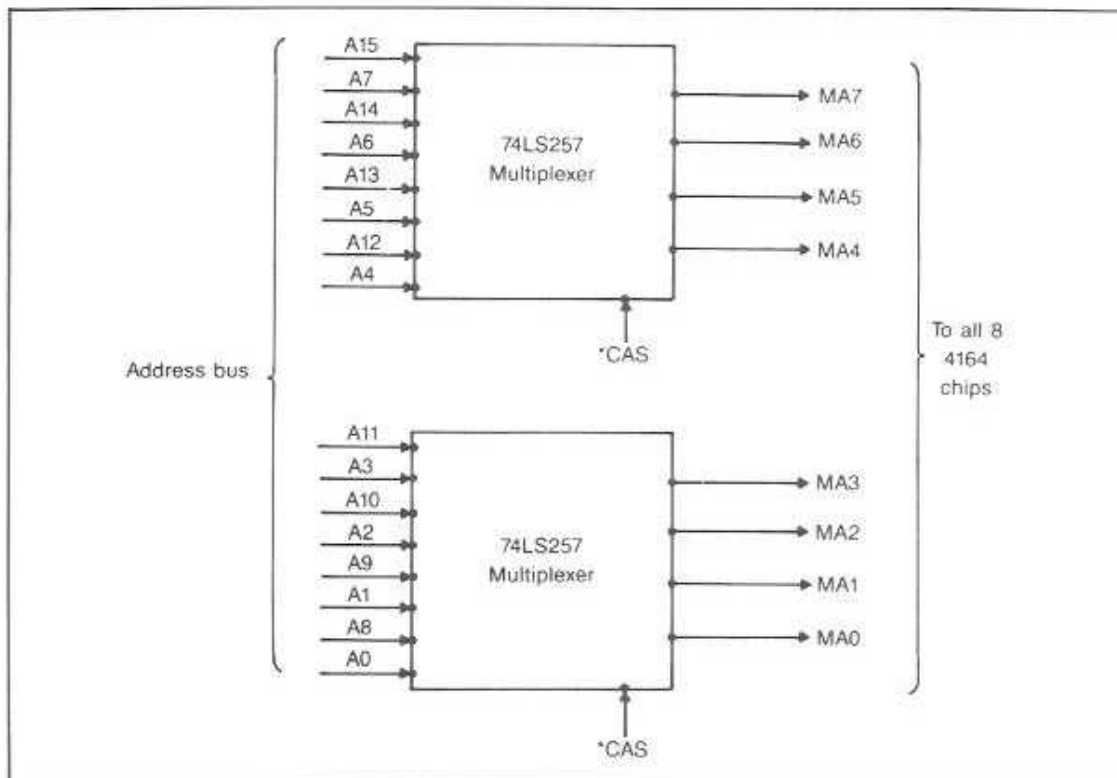 A15
A7
A14
A6
A13
A5
A12
A4
74LS257
Multiplexer
MA7
MA6
MA5
MA4
*CAS
Address bus
To all 8
4164
chips
A11
A3
A10
A2
A9
A1
A8
A0
74LS257
Multiplexer
MA3
MA2
MA1
MA0
*CAS